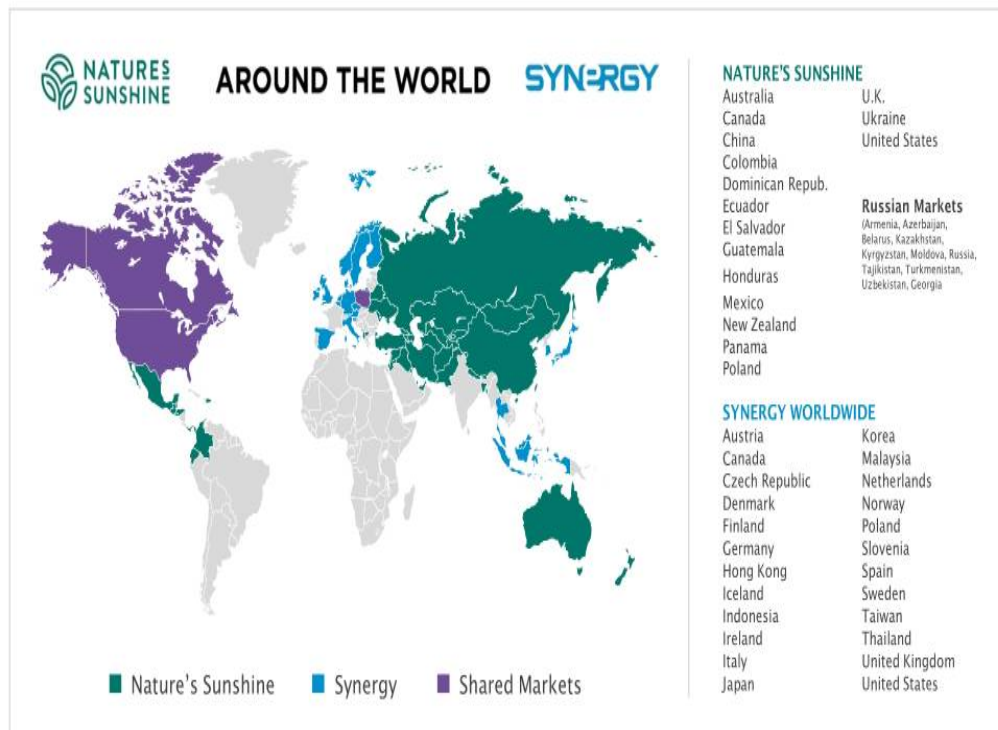 NATURE'S
SUNSHINE
AROUND THE WORLD
SYNERGY
Nature's Sunshine
Synergy
Shared Markets
NATURE'S SUNSHINE
Australia
Canada
China
Colombia
Dominican Repub.
Ecuador
El Salvador
Guatemala
Honduras
Mexico
New Zealand
Panama
Poland
U.K.
Ukraine
United States
Russian Markets
(Armenia, Azerbaijan,
Belarus, Kazakhstan,
Kyrgyzstan, Moldova, Russia,
Tajikistan, Turkmenistan,
Uzbekistan, Georgia
SYNERGY WORLDWIDE
Austria
Canada
Czech Republic
Denmark
Finland
Germany
Hong Kong
Iceland
Indonesia
Ireland
Italy
Japan
Korea
Malaysia
Netherlands
Norway
Poland
Slovenia
Spain
Sweden
Taiwan
Thailand
United Kingdom
United States